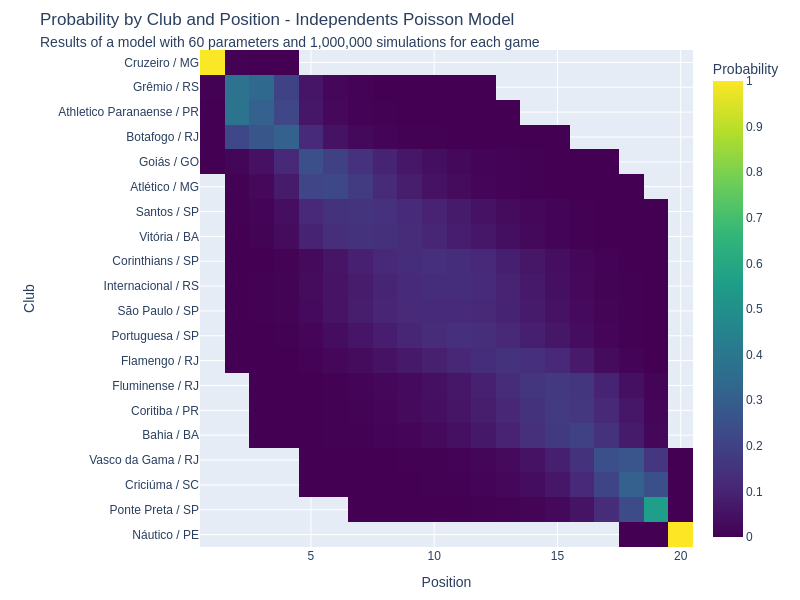 Probability by Club and Position - Independents Poisson Model
Results of a model with 60 parameters and 1,000,000 simulations for each game
Cruzeiro / MG
Grêmio / RS
Athletico Paranaense / PR
Botafogo / RJ
Goiás / GO
Atlético / MG
Santos / SP
Vitória / BA
Corinthians / SP
Internacional / RS
São Paulo / SP
Portuguesa / SP
Flamengo / RJ
Fluminense / RJ
Coritiba / PR
Bahia / BA
Vasco da Gama / RJ
Criciúma / SC
Ponte Preta / SP
Náutico / PE
Club
5
10
15
20
Position
Probability
1
0.9
0.8
0.7
0.6
0.5
0.4
0.3
0.2
0.1
0